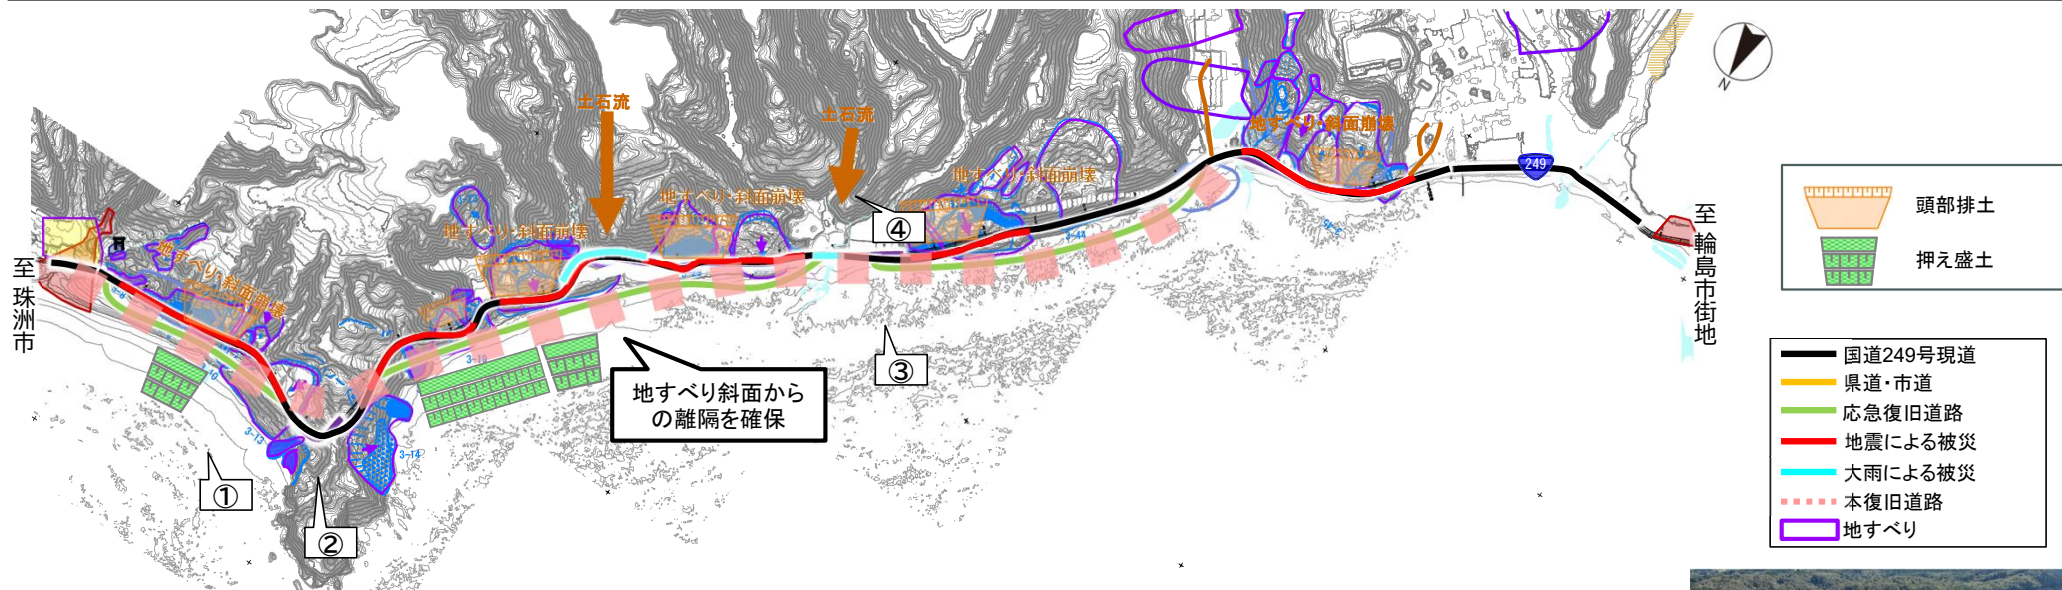 土石流
土石流
地すべり・斜面崩壊
地すべり・斜面崩壊
地すべり・斜面崩壊
地すべり・斜面崩壊
地すべり・斜面崩壊
N
249
至珠洲市
至輪島市街地
頭部排土
押え盛土
国道249号現道
県道・市道
応急復旧道路
地震による被災
大雨による被災
本復旧道路
地すべり
地すべり斜面から
の離隔を確保
①
②
③
④
3-13
3-14
3-10
3-44